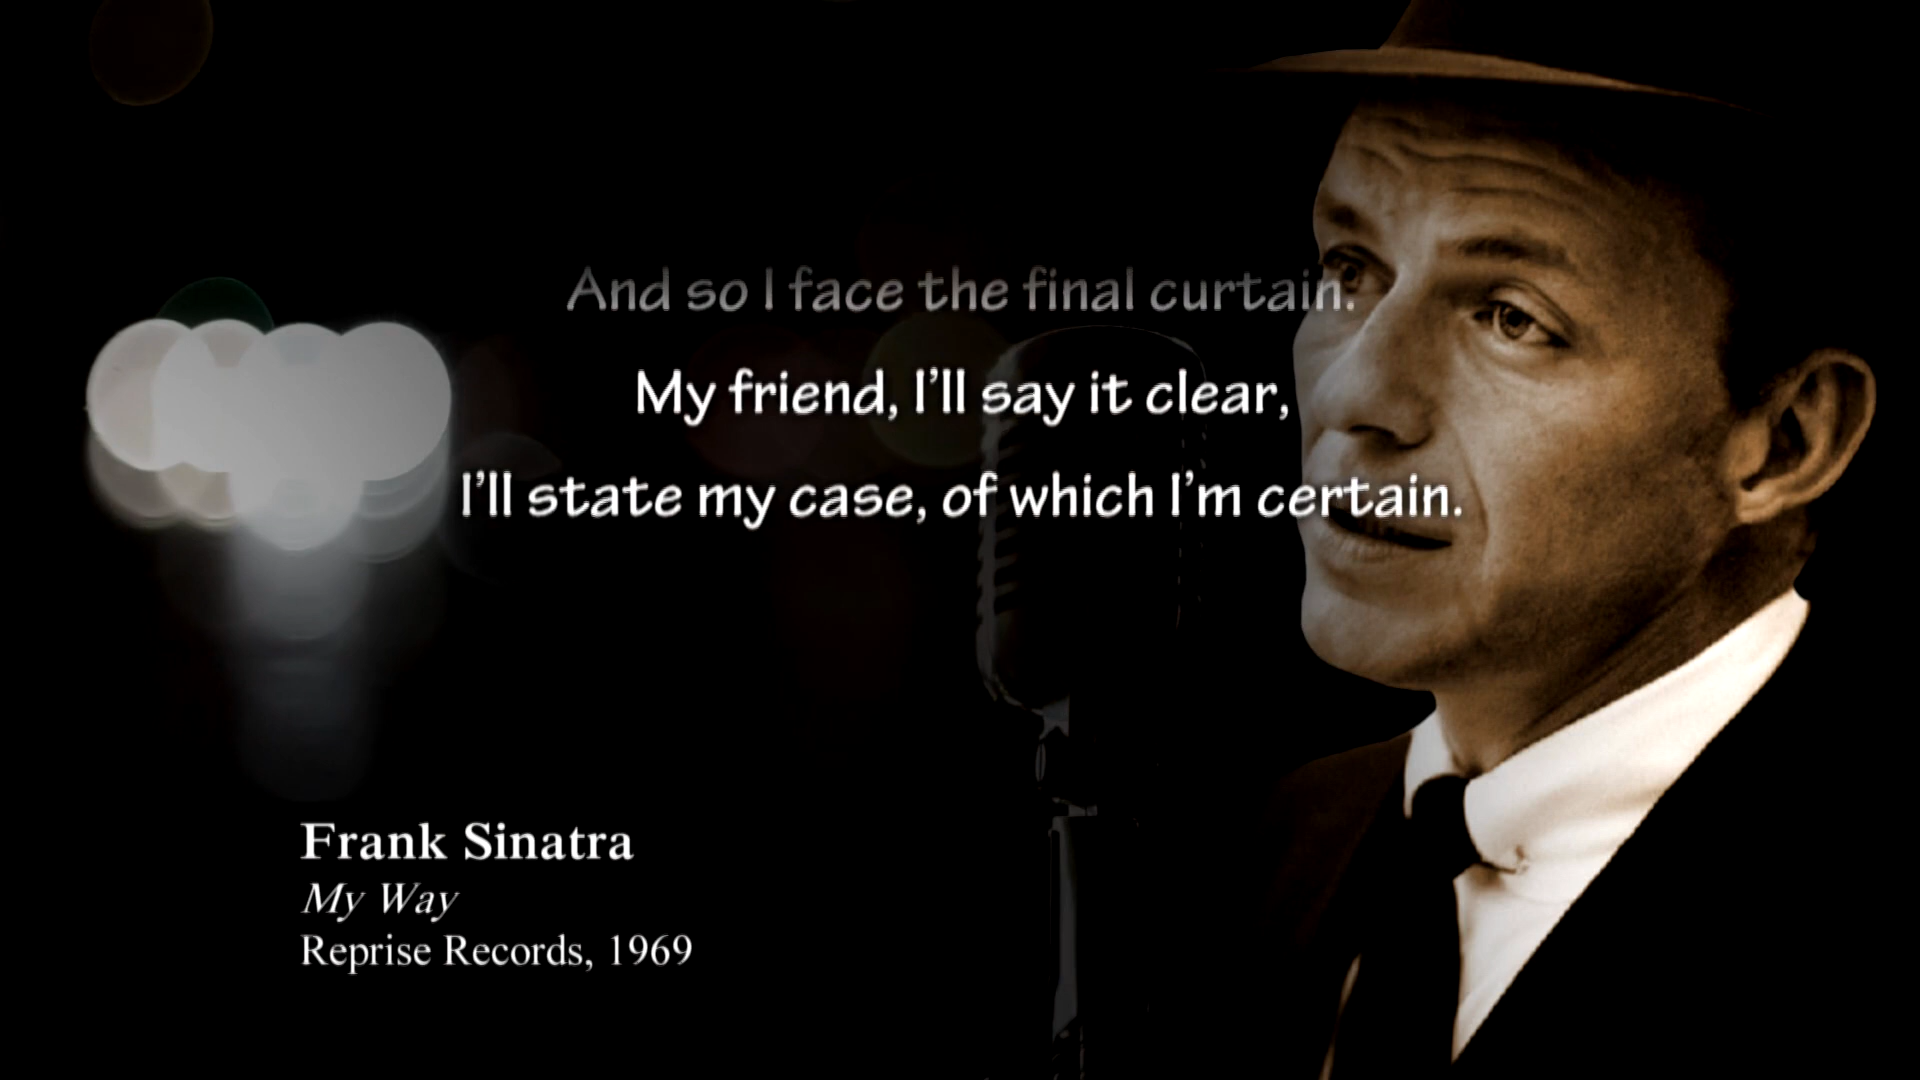 And so I face the final curtain.
My friend, I’ll say it clear,
I’ll state my case, of which I’m certain.
Frank Sinatra
My Way
Reprise Records, 1969